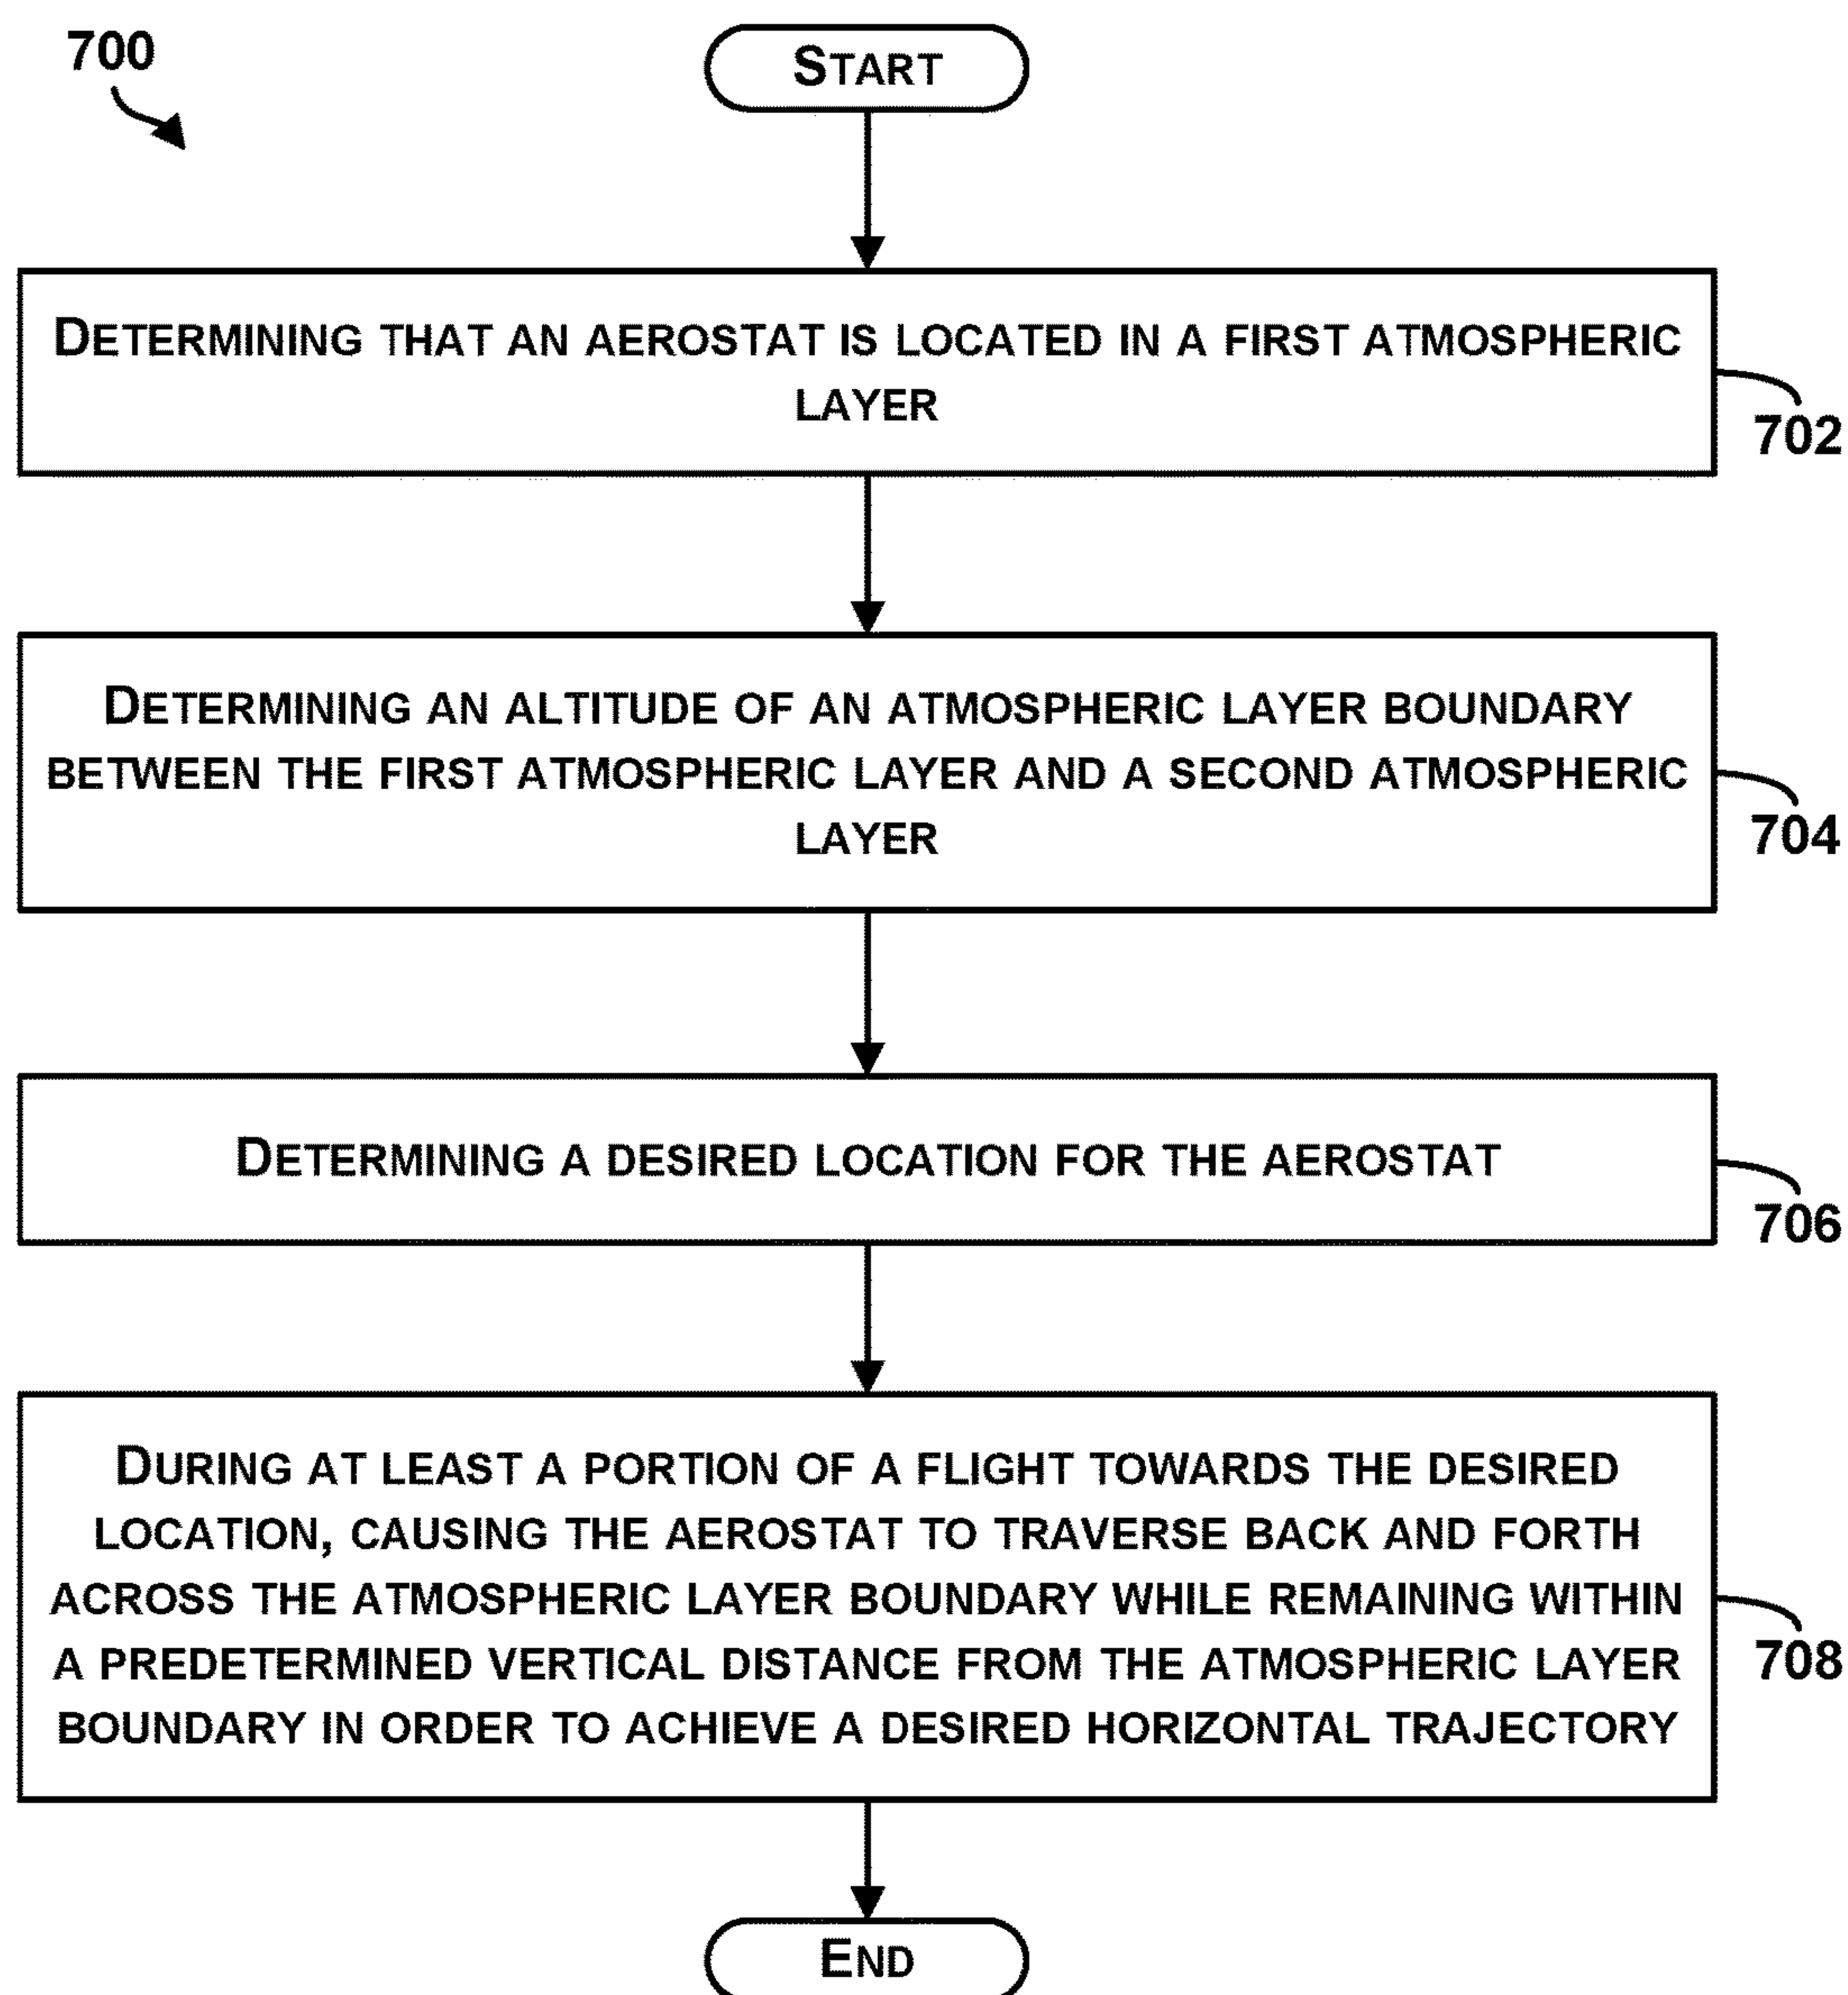 700
START
DETERMINING THAT AN AEROSTAT IS LOCATED IN A FIRST ATMOSPHERIC
LAYER
702
DETERMINING AN ALTITUDE OF AN ATMOSPHERIC LAYER BOUNDARY
BETWEEN THE FIRST ATMOSPHERIC LAYER AND A SECOND ATMOSPHERIC
LAYER
704
DETERMINING A DESIRED LOCATION FOR THE AEROSTAT
706
DURING AT LEAST A PORTION OF A FLIGHT TOWARDS THE DESIRED
LOCATION, CAUSING THE AEROSTAT TO TRAVERSE BACK AND FORTH
ACROSS THE ATMOSPHERIC LAYER BOUNDARY WHILE REMAINING WITHIN
A PREDETERMINED VERTICAL DISTANCE FROM THE ATMOSPHERIC LAYER
BOUNDARY IN ORDER TO ACHIEVE A DESIRED HORIZONTAL TRAJECTORY
708
END